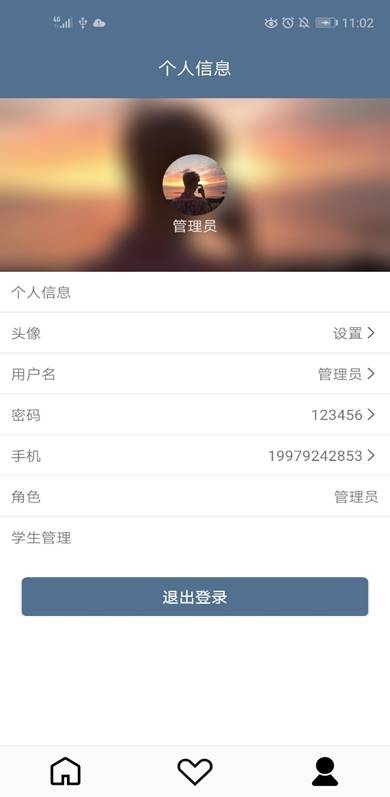 4G 11:02
个人信息
管理员
个人信息
头像 设置
用户名 管理员
密码 123456
手机 19979242853
角色 管理员
学生管理
退出登录